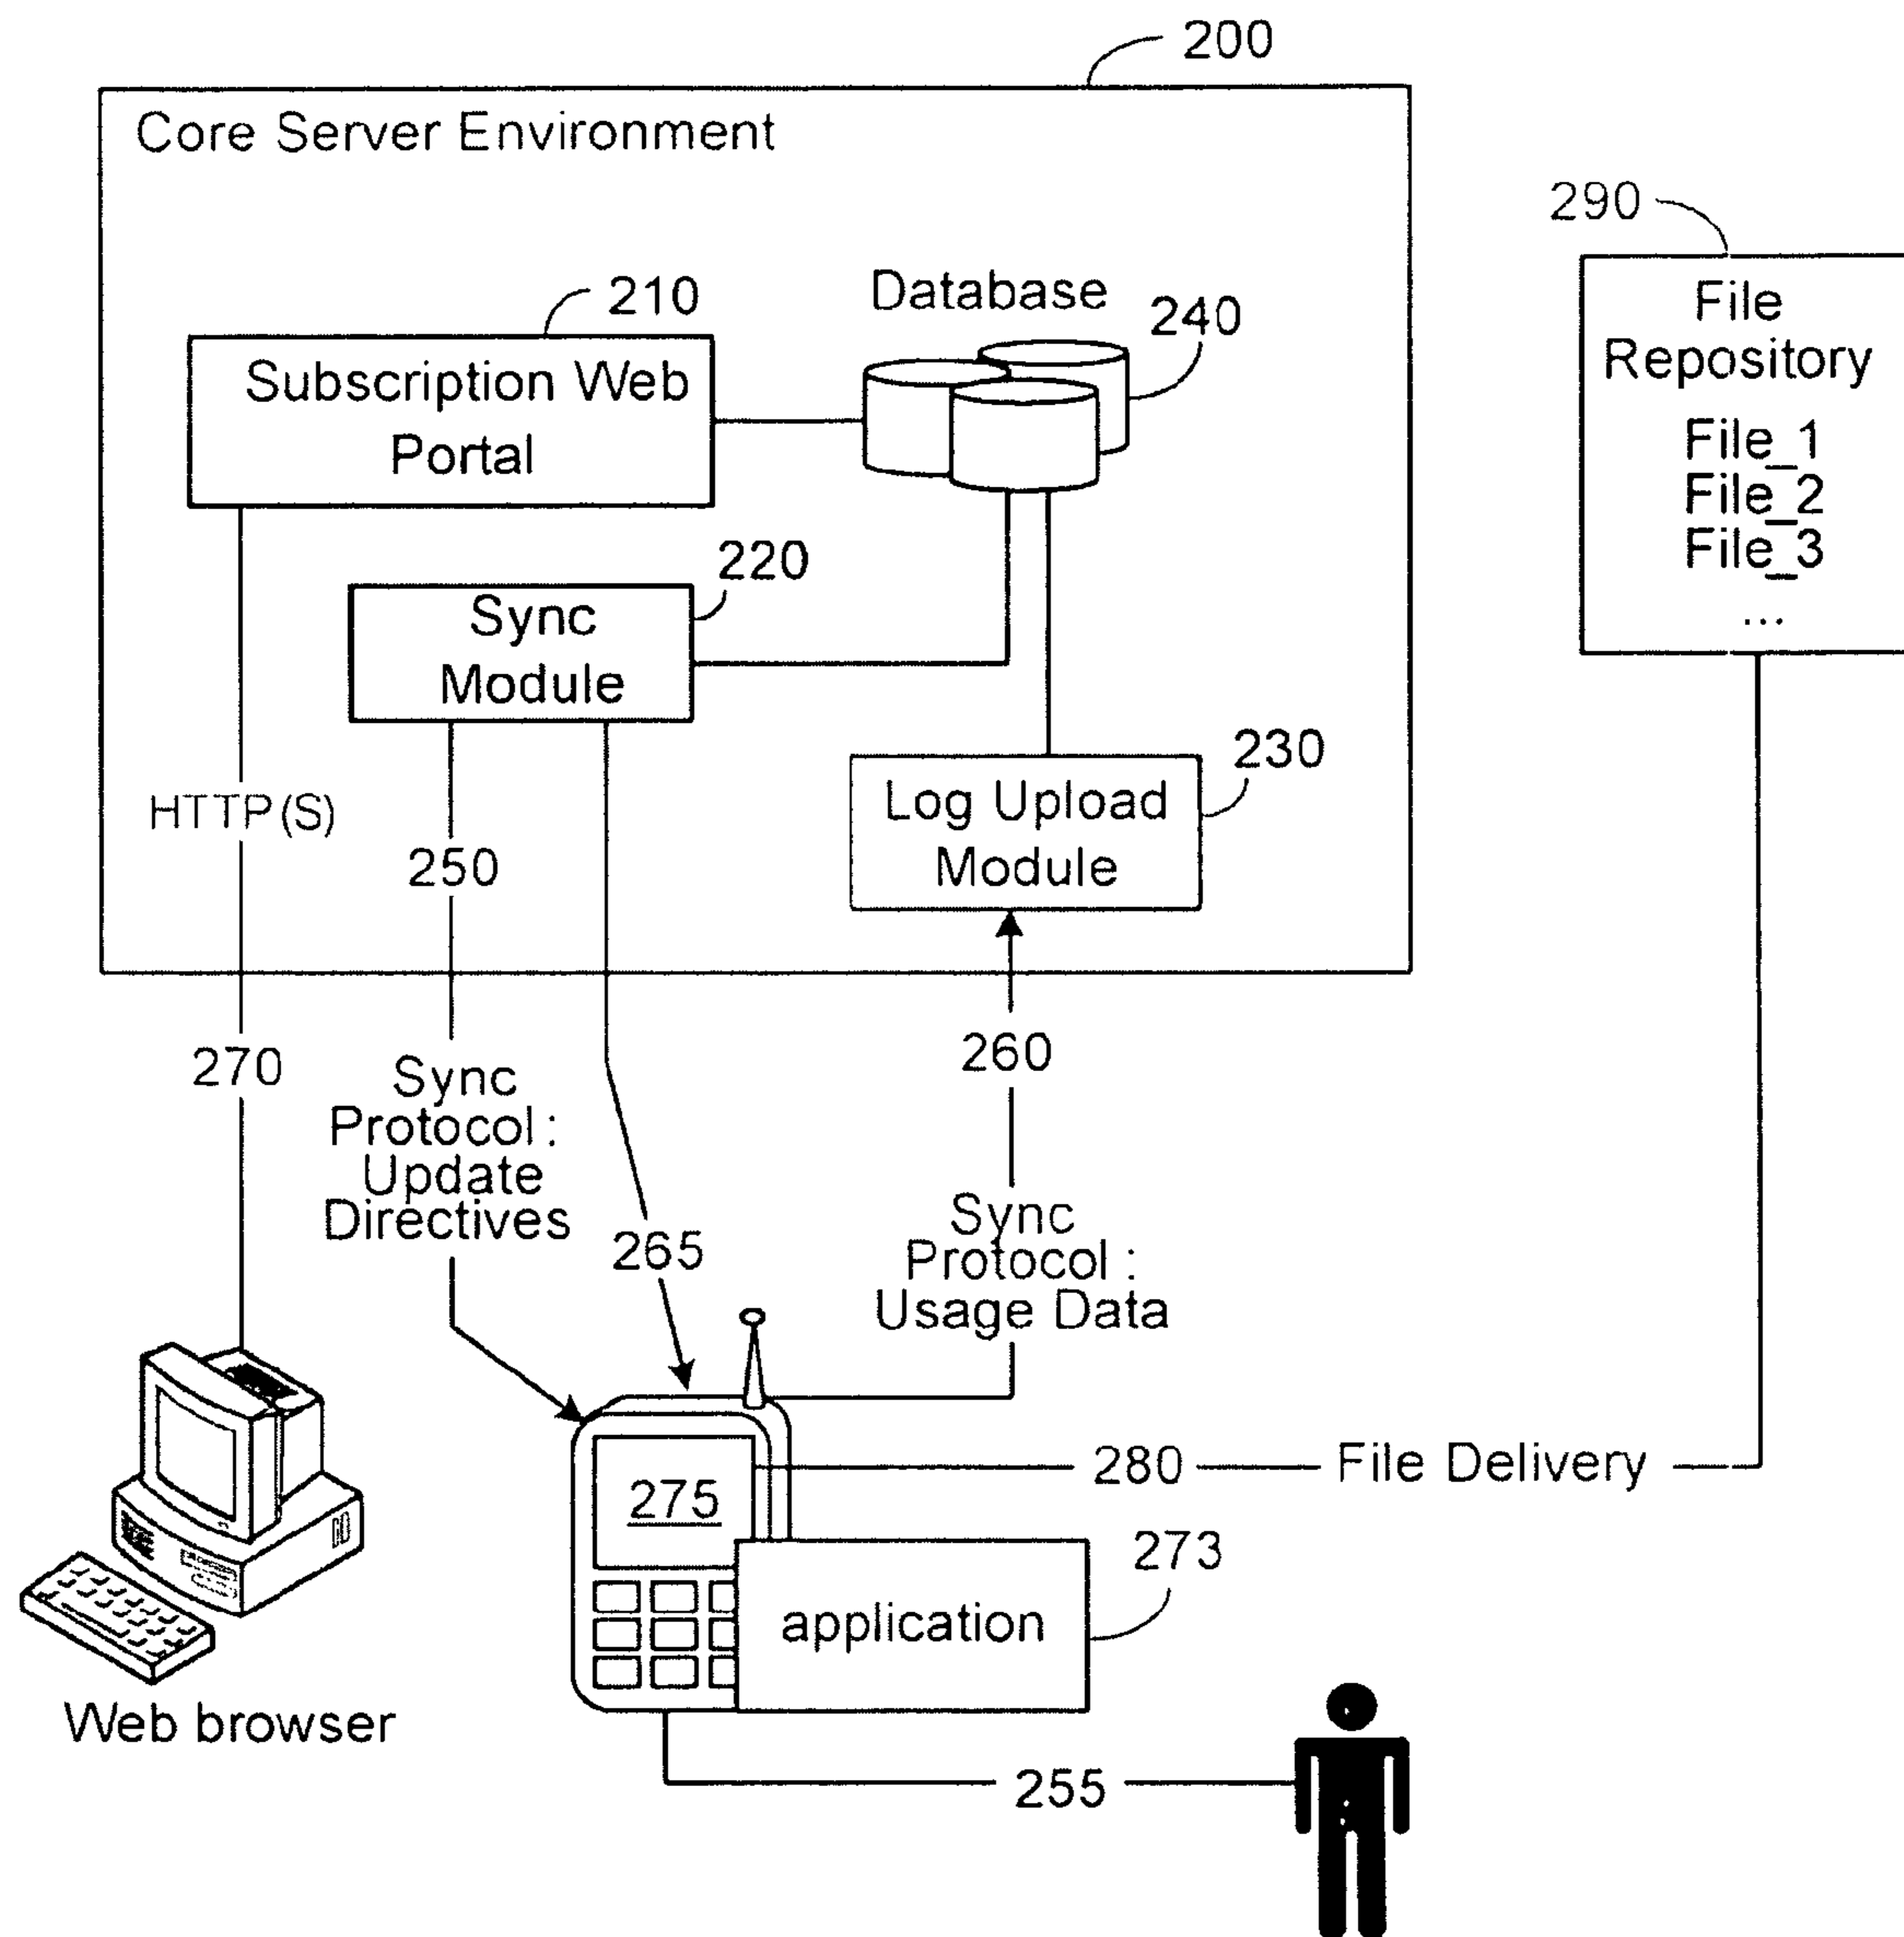 200
Core Server Environment
290
File
Repository
File_1
File_2
File_3
...
210
Database
240
Subscription Web
Portal
220
Sync
Module
230
Log Upload
Module
HTTP(S)
250
270
260
Sync
Protocol :
Update
Directives
265
Sync
Protocol :
Usage Data
280
File Delivery
275
273
application
Web browser
255